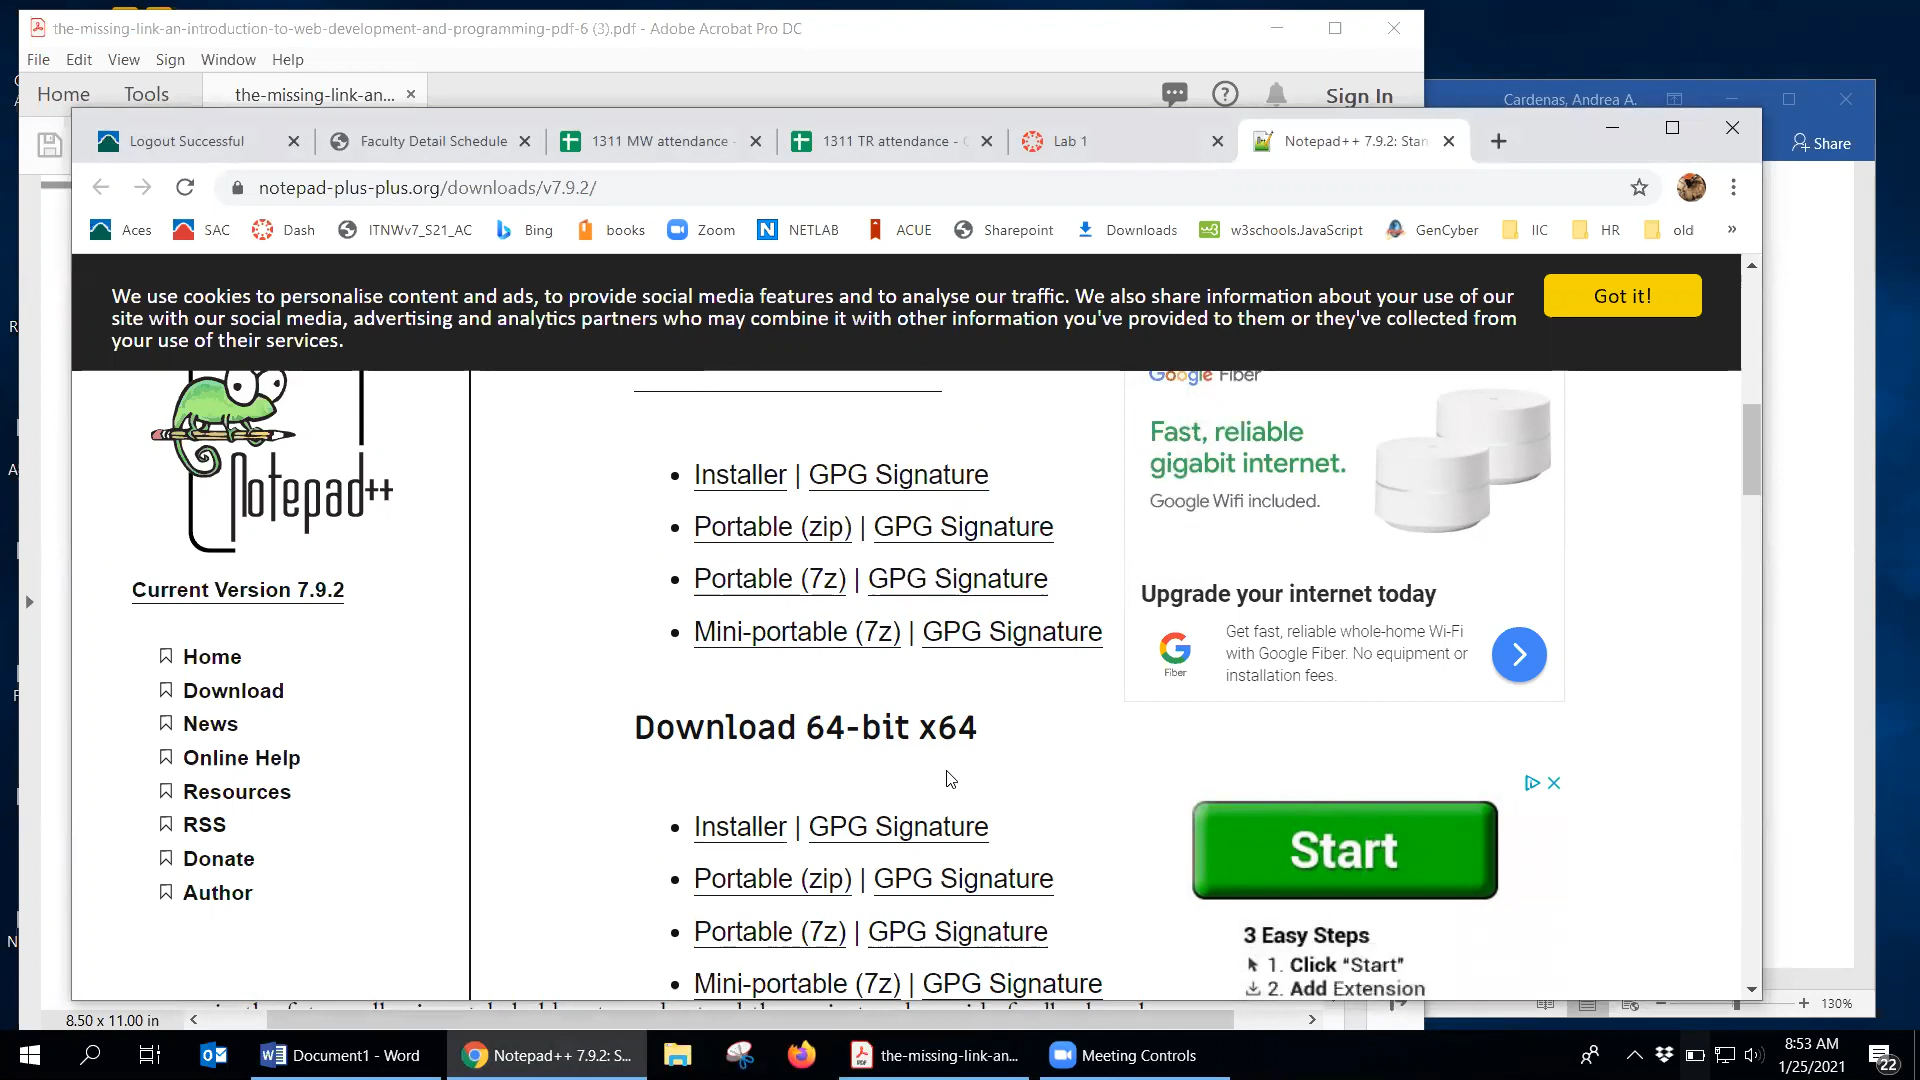 the-missing-link-an-introduction-to-web-development-and-programming-pdf-6 (3).pdf - Adobe Acrobat Pro DC
File Edit View Sign Window Help
Home Tools the-missing-link-an... Sign In
Cardenas, Andrea A.
Share
Logout Successful
Faculty Detail Schedule
1311 MW attendance -
1311 TR attendance -
Lab 1
Notepad++ 7.9.2: Stan
notepad-plus-plus.org/downloads/v7.9.2/
Aces SAC Dash ITNWv7_S21_AC Bing books Zoom NETLAB ACUE Sharepoint Downloads w3schools.JavaScript GenCyber IIC HR old »
We use cookies to personalise content and ads, to provide social media features and to analyse our traffic. We also share information about your use of our
site with our social media, advertising and analytics partners who may combine it with other information you've provided to them or they've collected from
your use of their services.
Got it!
Notepad++
Current Version 7.9.2
Home
Download
News
Online Help
Resources
RSS
Donate
Author
Installer | GPG Signature
Portable (zip) | GPG Signature
Portable (7z) | GPG Signature
Mini-portable (7z) | GPG Signature
Download 64-bit x64
Installer | GPG Signature
Portable (zip) | GPG Signature
Portable (7z) | GPG Signature
Mini-portable (7z) | GPG Signature
Google Fiber
Fast, reliable
gigabit internet.
Google Wifi included.
Upgrade your internet today
Fiber
Get fast, reliable whole-home Wi-Fi
with Google Fiber. No equipment or
installation fees.
Start
3 Easy Steps
1. Click "Start"
2. Add Extension
8.50 x 11.00 in
130%
Document1 - Word
Notepad++ 7.9.2: S...
the-missing-link-an...
Meeting Controls
8:53 AM
1/25/2021
22